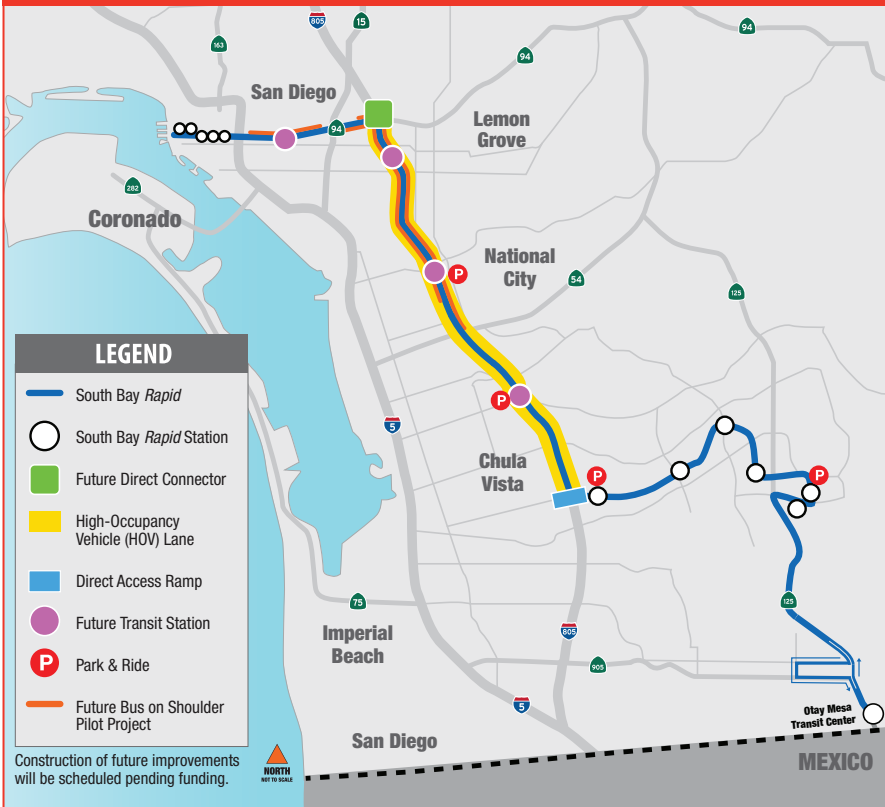 805
15
163
94
94
San Diego
94
Lemon
Grove
282
Coronado
National
City
P
54
125
LEGEND
South Bay Rapid
South Bay Rapid Station
Future Direct Connector
High-Occupancy
Vehicle (HOV) Lane
Direct Access Ramp
Future Transit Station
P
Park & Ride
Future Bus on Shoulder
Pilot Project
Construction of future improvements
will be scheduled pending funding.
NORTH
NOT TO SCALE
P
5
Chula
Vista
P
P
75
Imperial
Beach
805
125
905
5
San Diego
Otay Mesa
Transit Center
MEXICO